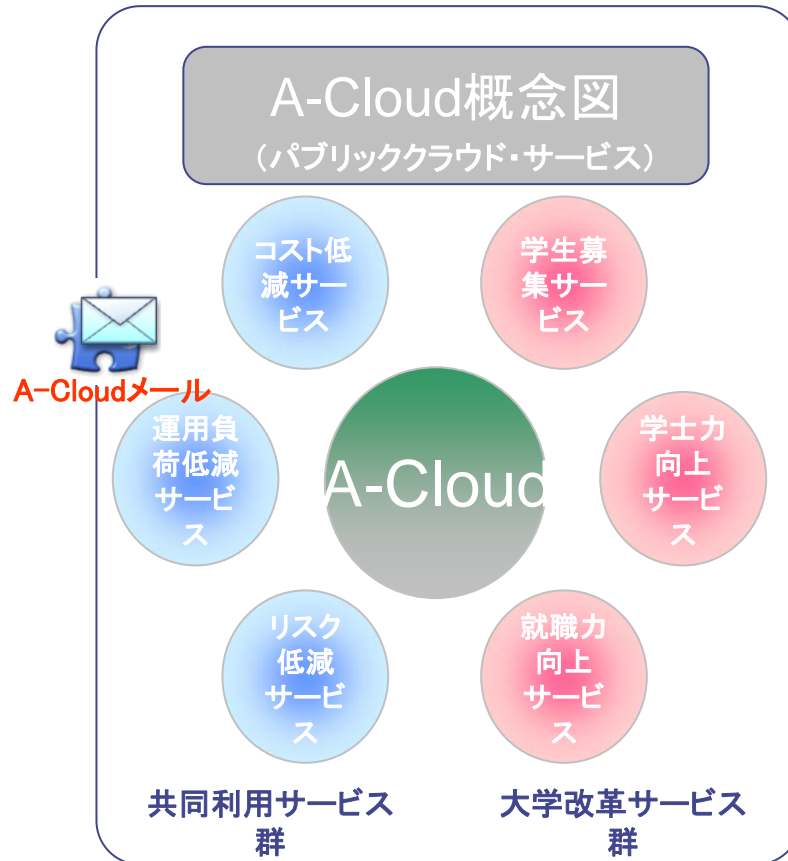 A-Cloud概念図
（パブリッククラウド・サービス）
コスト低
減サー
ビス
学生募
集サー
ビス
A-Cloudメール
運用負
荷低減
サービ
ス
A-Cloud
学士力
向上
サービ
ス
リスク
低減
サービ
ス
就職力
向上
サービ
ス
共同利用サービス
群
大学改革サービス
群